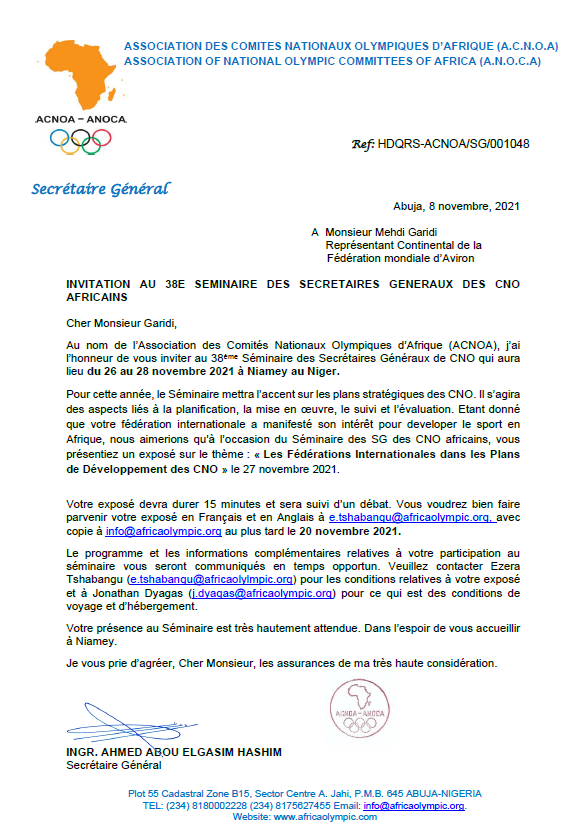 ASSOCIATION DES COMITES NATIONAUX OLYMPIQUES D'AFRIQUE (A.C.N.O.A)
ASSOCIATION OF NATIONAL OLYMPIC COMMITTEES OF AFRICA (A.N.O.C.A)
ACNOA – ANOCA
Ref: HDQRS-ACNOA/SG/001048
Secrétaire Général
Abuja, 8 novembre, 2021
A Monsieur Mehdi Garidi
Représentant Continental de la
Fédération mondiale d'Aviron
INVITATION AU 38E SEMINAIRE DES SECRETAIRES GENERAUX DES CNO
AFRICAINS
Cher Monsieur Garidi,
Au nom de l'Association des Comités Nationaux Olympiques d'Afrique (ACNOA), j'ai
l'honneur de vous inviter au 38ème Séminaire des Secrétaires Généraux de CNO qui aura
lieu du 26 au 28 novembre 2021 à Niamey au Niger.
Pour cette année, le Séminaire mettra l'accent sur les plans stratégiques des CNO. Il s'agira
des aspects liés à la planification, la mise en œuvre, le suivi et l'évaluation. Etant donné
que votre fédération internationale a manifesté son intérêt pour developer le sport en
Afrique, nous aimerions qu'à l'occasion du Séminaire des SG des CNO africains, vous
présentiez un exposé sur le thème : « Les Fédérations Internationales dans les Plans
de Développement des CNO » le 27 novembre 2021.
Votre exposé devra durer 15 minutes et sera suivi d'un débat. Vous voudrez bien faire
parvenir votre exposé en Français et en Anglais à e.tshabangu@africaolympic.org, avec
copie à info@africaolympic.org au plus tard le 20 novembre 2021.
Le programme et les informations complémentaires relatives à votre participation au
séminaire vous seront communiqués en temps opportun. Veuillez contacter Ezera
Tshabangu (e.tshabangu@africaolylmpic.org) pour les conditions relatives à votre exposé
et à Jonathan Dyagas (j.dyagas@africaolympic.org) pour ce qui est des conditions de
voyage et d'hébergement.
Votre présence au Séminaire est très hautement attendue. Dans l'espoir de vous accueillir
à Niamey.
Je vous prie d'agréer, Cher Monsieur, les assurances de ma très haute considération.
ACNOA - ANOCA
INGR. AHMED ABOU ELGASIM HASHIM
Secrétaire Général
Plot 55 Cadastral Zone B15, Sector Centre A. Jahi, P.M.B. 645 ABUJA-NIGERIA
TEL: (234) 8180002228 (234) 8175627455 Email: info@africaolympic.org.
Website: www.africaolympic.com